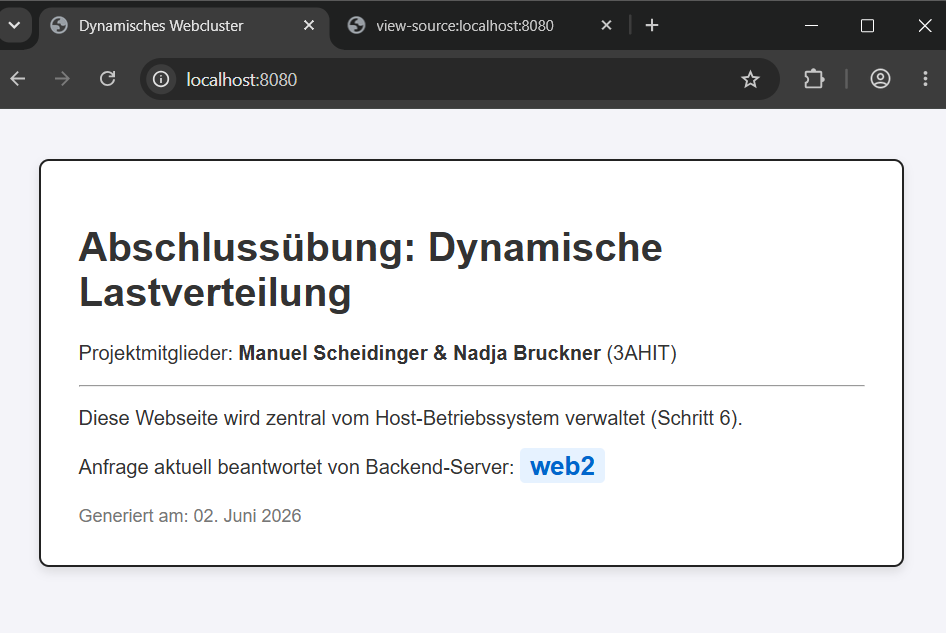 Dynamisches Webcluster
view-source:localhost:8080
localhost:8080
Abschlussübung: Dynamische
Lastverteilung
Projektmitglieder: Manuel Scheidinger & Nadja Bruckner (3AHIT)
Diese Webseite wird zentral vom Host-Betriebssystem verwaltet (Schritt 6).
Anfrage aktuell beantwortet von Backend-Server: web2
Generiert am: 02. Juni 2026